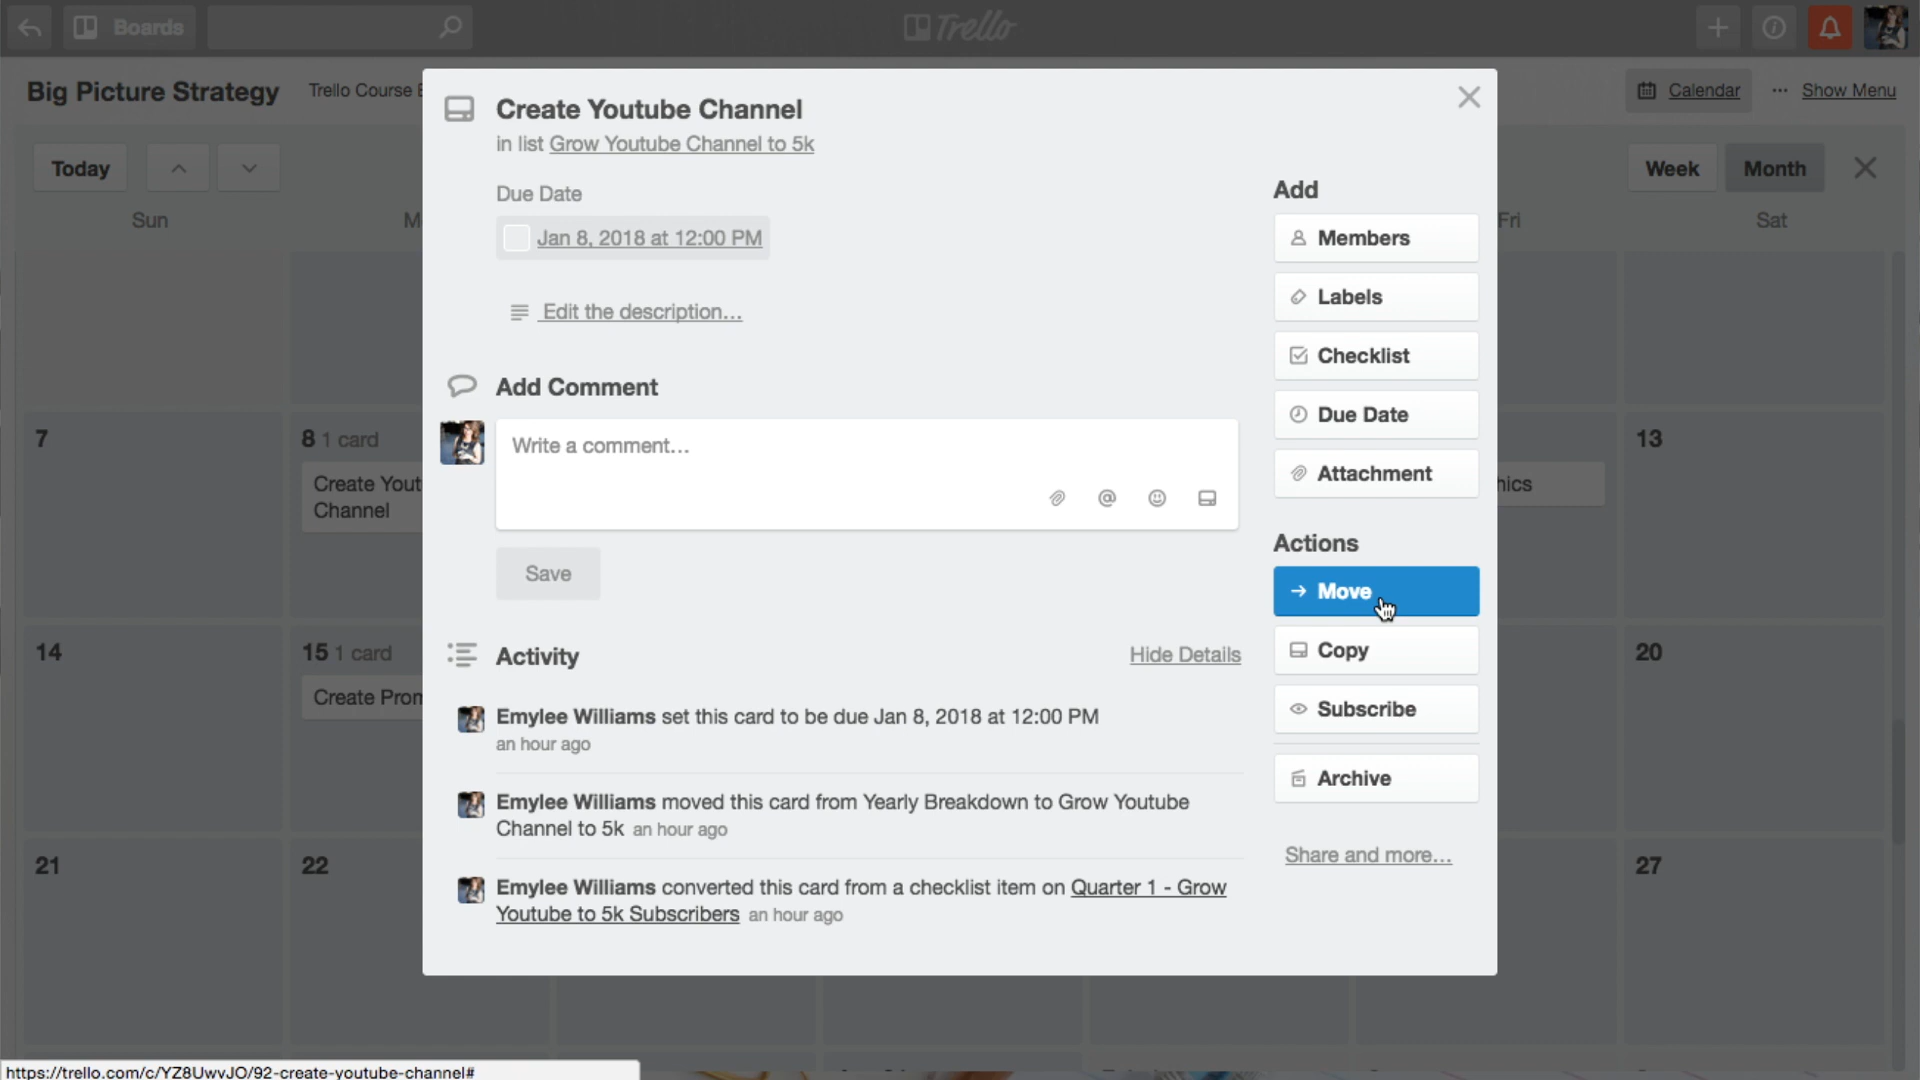 Boards
Trello
Big Picture Strategy
Trello Course
Calendar
... Show Menu
Today
Week
Month
Sun
Fri
Sat
7
8 1 card
Create Yout
Channel
13
hics
14
15 1 card
Create Pron
20
21
22
27
Create Youtube Channel
in list Grow Youtube Channel to 5k
Due Date
Jan 8, 2018 at 12:00 PM
Edit the description...
Add Comment
Write a comment...
@
Save
Activity
Hide Details
Emylee Williams set this card to be due Jan 8, 2018 at 12:00 PM
an hour ago
Emylee Williams moved this card from Yearly Breakdown to Grow Youtube
Channel to 5k an hour ago
Emylee Williams converted this card from a checklist item on Quarter 1 - Grow
Youtube to 5k Subscribers an hour ago
Add
Members
Labels
Checklist
Due Date
Attachment
Actions
Move
Copy
Subscribe
Archive
Share and more...
https://trello.com/c/YZ8UwvJO/92-create-youtube-channel#